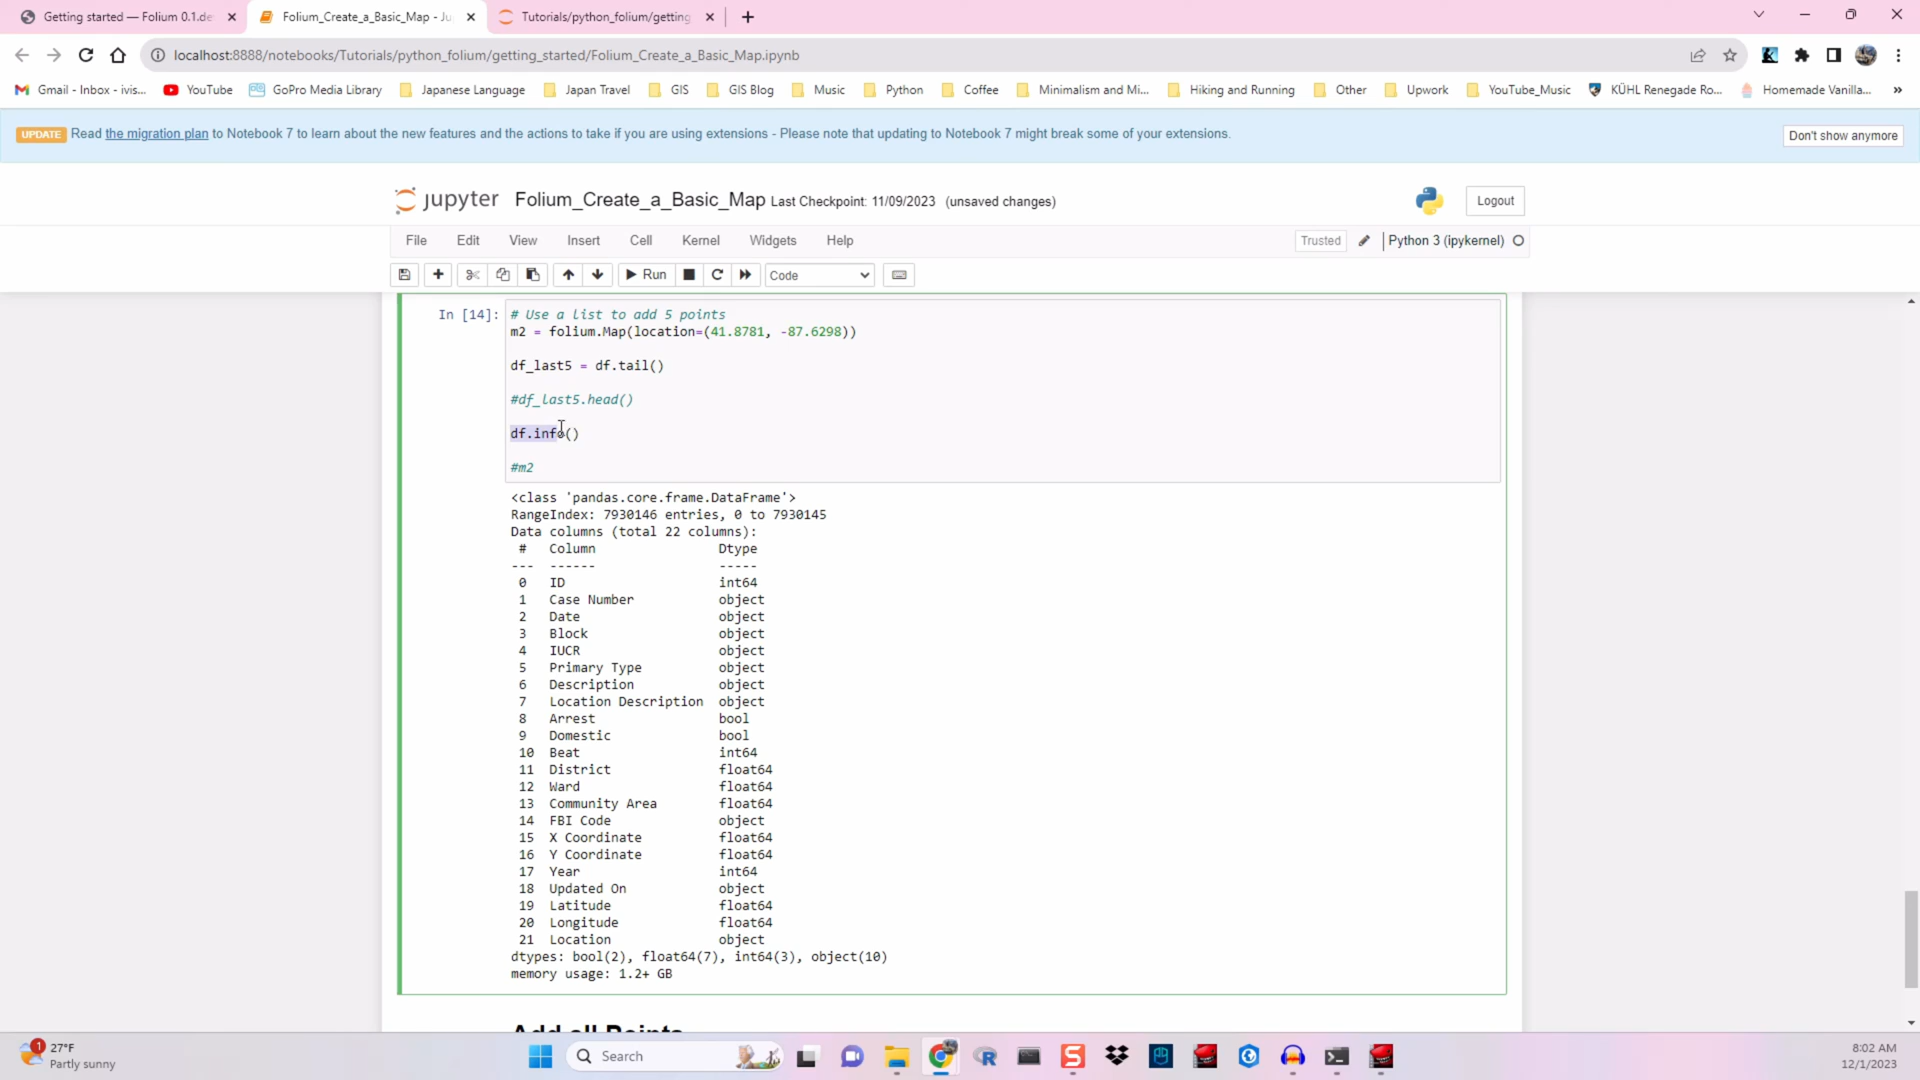 Getting started — Folium 0.1.de
Folium_Create_a_Basic_Map - Ju
Tutorials/python_folium/getting
localhost:8888/notebooks/Tutorials/python_folium/getting_started/Folium_Create_a_Basic_Map.ipynb
Gmail - Inbox - ivis...
YouTube
GoPro Media Library
Japanese Language
Japan Travel
GIS
GIS Blog
Music
Python
Coffee
Minimalism and Mi...
Hiking and Running
Other
Upwork
YouTube_Music
KÜHL Renegade Ro...
Homemade Vanilla...
»
UPDATE Read the migration plan to Notebook 7 to learn about the new features and the actions to take if you are using extensions - Please note that updating to Notebook 7 might break some of your extensions.
Don't show anymore
jupyter Folium_Create_a_Basic_Map Last Checkpoint: 11/09/2023 (unsaved changes)
Logout
File Edit View Insert Cell Kernel Widgets Help
Trusted
Python 3 (ipykernel)
Run
Code
In [14]:
# Use a list to add 5 points
m2 = folium.Map(location=(41.8781, -87.6298))
df_last5 = df.tail()
#df_last5.head()
df.info()
#m2
<class 'pandas.core.frame.DataFrame'>
RangeIndex: 7930146 entries, 0 to 7930145
Data columns (total 22 columns):
# Column Dtype
--- ------ -----
0 ID int64
1 Case Number object
2 Date object
3 Block object
4 IUCR object
5 Primary Type object
6 Description object
7 Location Description object
8 Arrest bool
9 Domestic bool
10 Beat int64
11 District float64
12 Ward float64
13 Community Area float64
14 FBI Code object
15 X Coordinate float64
16 Y Coordinate float64
17 Year int64
18 Updated On object
19 Latitude float64
20 Longitude float64
21 Location object
dtypes: bool(2), float64(7), int64(3), object(10)
memory usage: 1.2+ GB
Add all Points
1
27°F
Partly sunny
Search
8:02 AM
12/1/2023